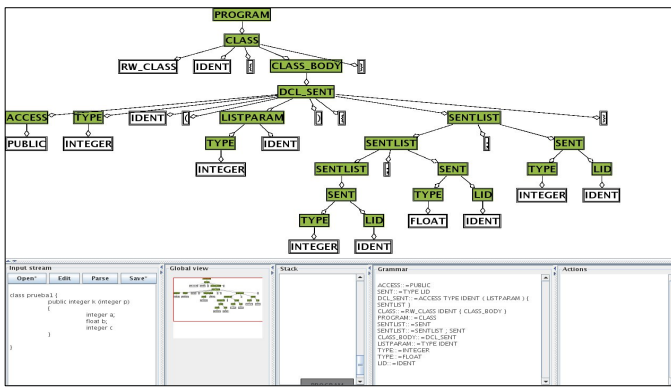 PROGRAM
CLASS
RW_CLASS IDENT { CLASS_BODY }
DCL_SENT
ACCESS TYPE IDENT ( LISTPARAM ) { SENTLIST }
PUBLIC INTEGER TYPE IDENT SENTLIST ; SENT
INTEGER SENTLIST ; SENT TYPE LID
SENT TYPE LID INTEGER IDENT
TYPE LID FLOAT IDENT
INTEGER IDENT
Input stream
Open* Edit Parse Save*
class prueba1 {
public integer k (integer p)
{
integer a;
float b;
integer c
}
}
Global view
Stack
PROGRAM
Grammar
ACCESS::=PUBLIC
SENT::=TYPE LID
DCL_SENT::=ACCESS TYPE IDENT ( LISTPARAM ) {
SENTLIST }
CLASS::=RW_CLASS IDENT { CLASS_BODY }
PROGRAM::=CLASS
SENTLIST::=SENT
SENTLIST::=SENTLIST ; SENT
CLASS_BODY::=DCL_SENT
LISTPARAM::=TYPE IDENT
TYPE::=INTEGER
TYPE::=FLOAT
LID::=IDENT
Actions